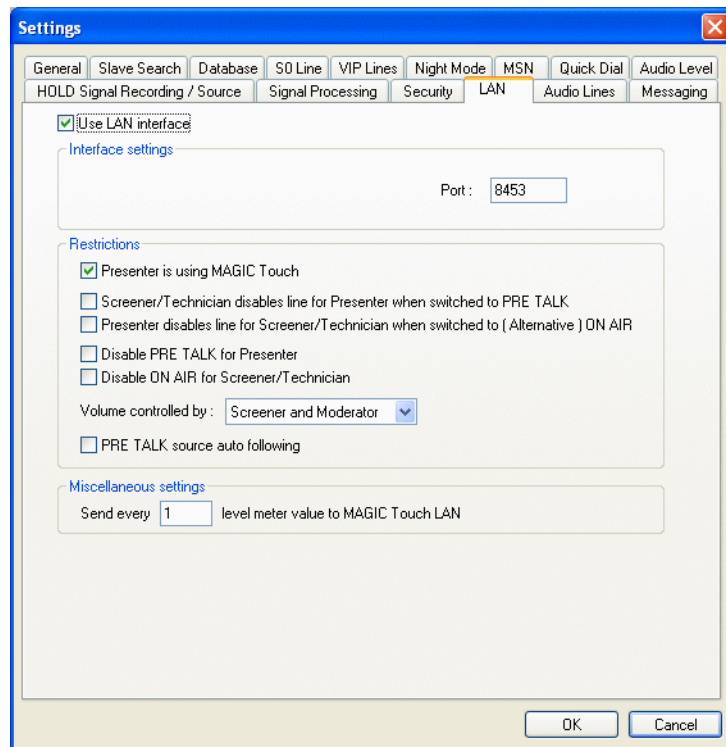 Settings
General Slave Search Database S0 Line VIP Lines Night Mode MSN Quick Dial Audio Level
HOLD Signal Recording / Source Signal Processing Security LAN Audio Lines Messaging
Use LAN interface
Interface settings
Port : 8453
Restrictions
Presenter is using MAGIC Touch
Screener/Technician disables line for Presenter when switched to PRE TALK
Presenter disables line for Screener/Technician when switched to ( Alternative ) ON AIR
Disable PRE TALK for Presenter
Disable ON AIR for Screener/Technician
Volume controlled by : Screener and Moderator
PRE TALK source auto following
Miscellaneous settings
Send every 1 level meter value to MAGIC Touch LAN
OK Cancel